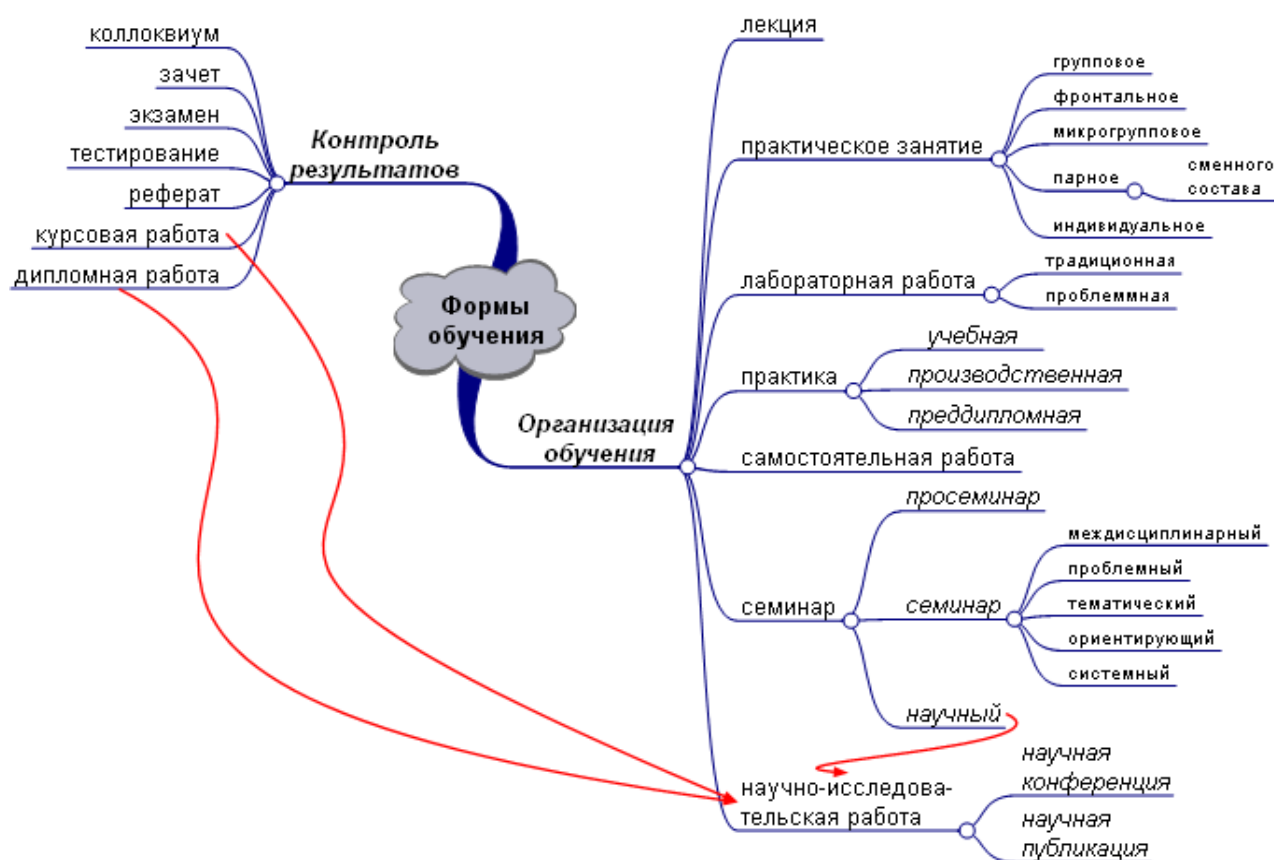 коллоквиум
зачет
экзамен
тестирование
реферат
курсовая работа
дипломная работа
Контроль
результатов
Формы
обучения
Организация
обучения
лекция
практическое занятие
групповое
фронтальное
микрогрупповое
парное
сменного
состава
индивидуальное
лабораторная работа
традиционная
проблеммная
практика
учебная
производственная
преддипломная
самостоятельная работа
семинар
просеминар
семинар
междисциплинарный
проблемный
тематический
ориентирующий
системный
научный
научно-исследова-
тельская работа
научная
конференция
научная
публикация